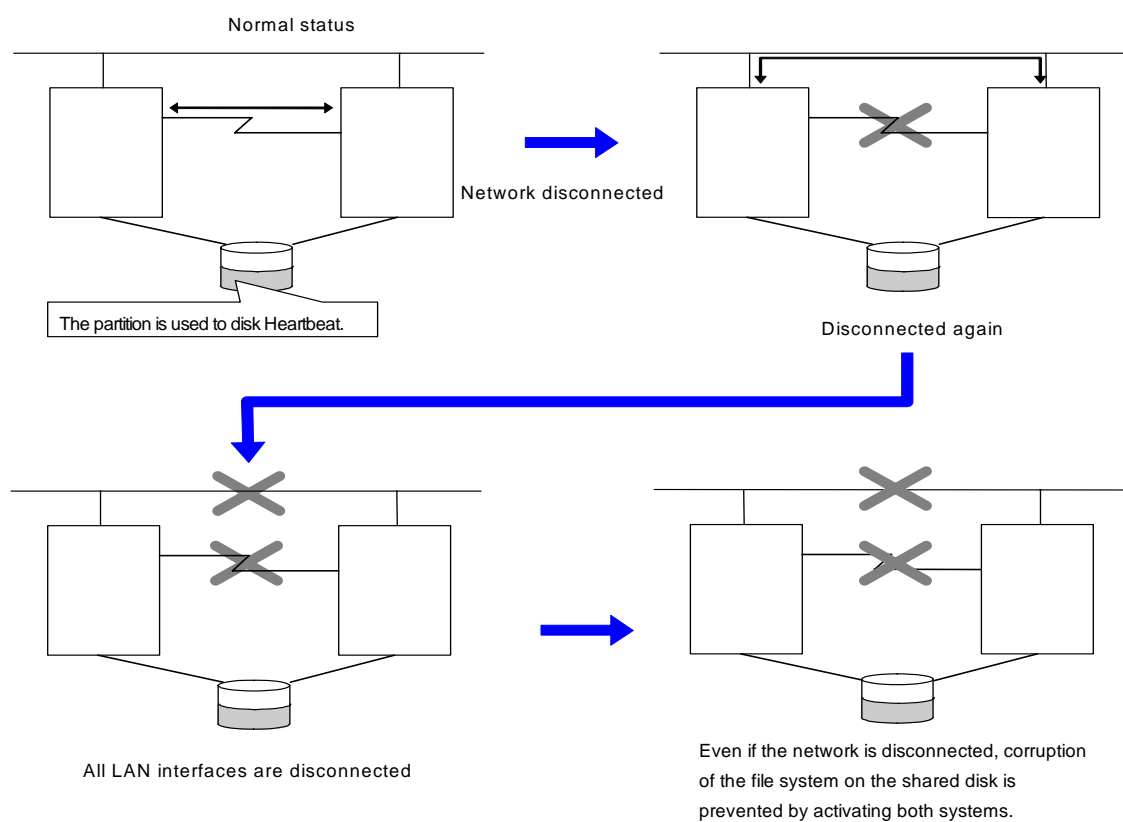 Normal status
Network disconnected
The partition is used to disk Heartbeat.
Disconnected again
All LAN interfaces are disconnected
Even if the network is disconnected, corruption
of the file system on the shared disk is
prevented by activating both systems.